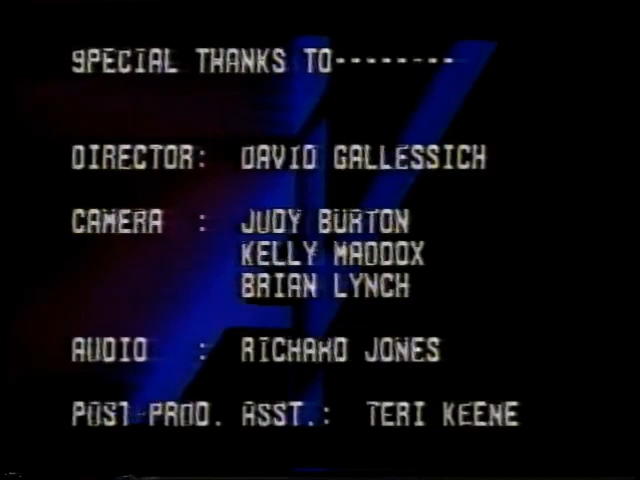 SPECIAL THANKS TO--------
DIRECTOR: DAVID GALLESSICH
CAMERA : JUDY BURTON
KELLY MADDOX
BRIAN LYNCH
AUDIO : RICHARD JONES
POST PROD. ASST.: TERI KEENE